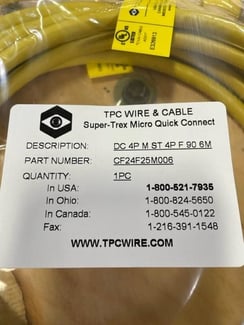 TPC WIRE & CABLE
Super-Trex Micro Quick Connect
DESCRIPTION: DC 4P M ST 4P F 90 6M
PART NUMBER: CF24F25M006
QUANTITY: 1PC
In USA: 1-800-521-7935
In Ohio: 1-800-824-5650
In Canada: 1-800-545-0122
Fax: 1-216-391-1548
WWW.TPCWIRE.COM